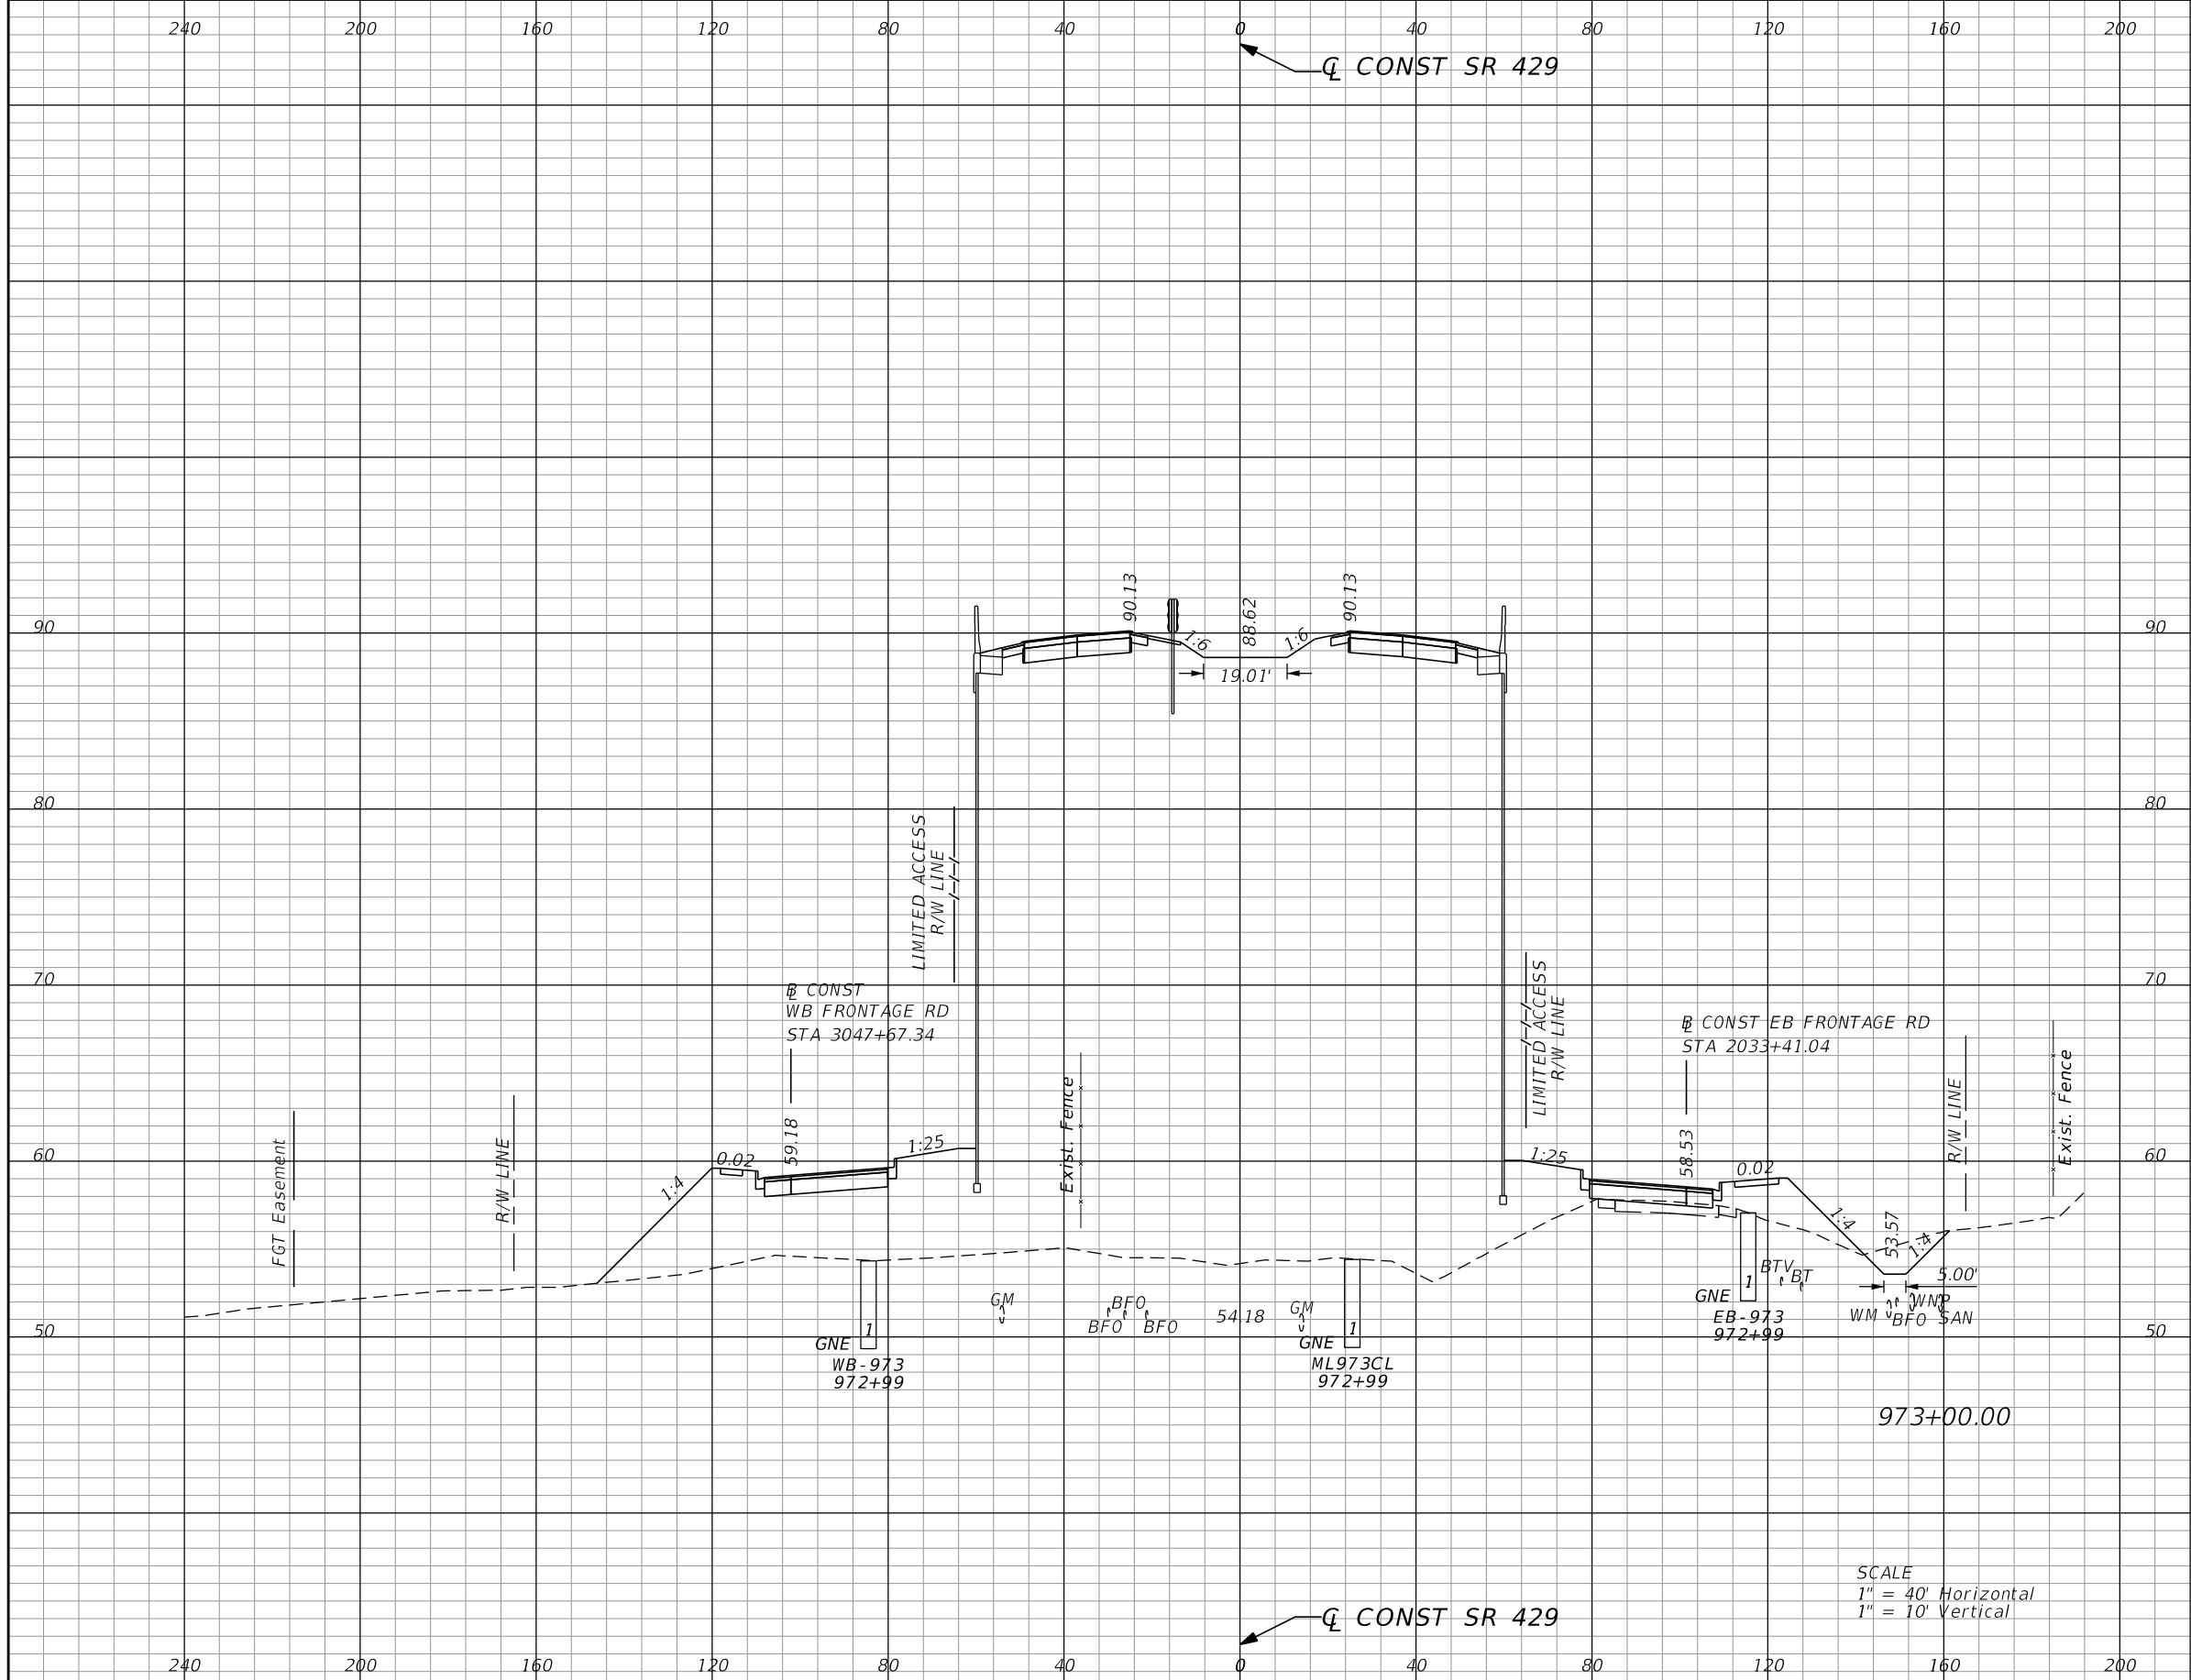 240 200 160 120 80 40 0 40 80 120 160 200
℄ CONST SR 429
90.13
88.62
90.13
1:6
1:6
90
90
19.01'
80
80
LIMITED ACCESS
R/W LINE
70
70
℄ CONST
WB FRONTAGE RD
STA 3047+67.34
LIMITED ACCESS
R/W LINE
B CONST EB FRONTAGE RD
STA 2033+41.04
FGT Easement
R/W LINE
1:4
0.02
59.18
1:25
Exist. Fence
1:25
58.53
0.02
1:4
53.57
1:4
R/W LINE
Exist. Fence
60
60
5.00'
BTV
BT
GM
BFO
BFO
BFO
54.18
GM
WM
WNP
BFO
SAN
50
50
1
GNE
WB-973
972+99
1
GNE
ML973CL
972+99
1
GNE
EB-973
972+99
973+00.00
SCALE
1" = 40' Horizontal
1" = 10' Vertical
℄ CONST SR 429
240 200 160 120 80 40 0 40 80 120 160 200